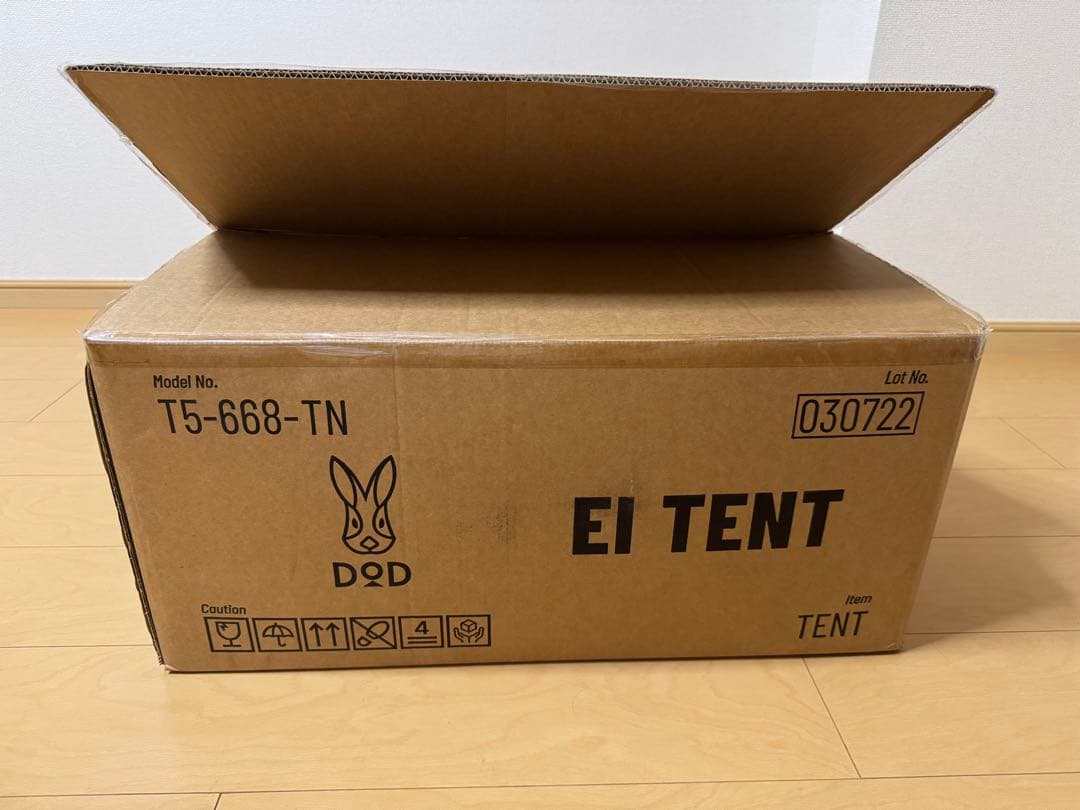 Model No.
T5-668-TN
Lot No.
030722
DOD
EI TENT
Caution
4
Item
TENT